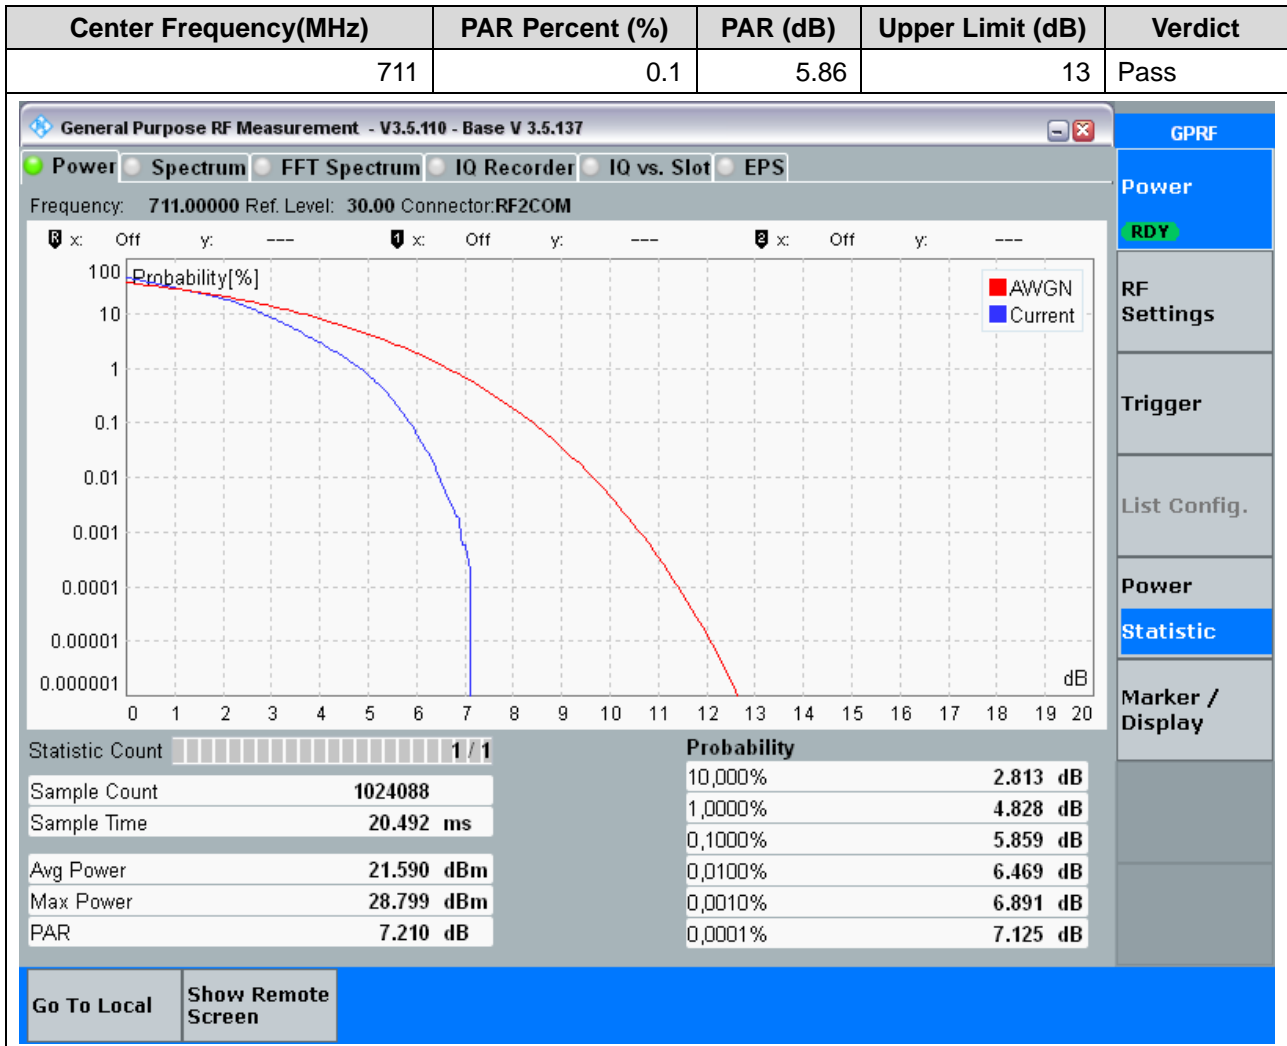 Center Frequency(MHz) PAR Percent (%) PAR (dB) Upper Limit (dB) Verdict
711 0.1 5.86 13 Pass
General Purpose RF Measurement - V3.5.110 - Base V 3.5.137
GPRF
Power Spectrum FFT Spectrum IQ Recorder IQ vs. Slot EPS
Power
RDY
Frequency: 711.00000 Ref. Level: 30.00 Connector:RF2COM
R x: Off y: --- 1 x: Off y: --- 2 x: Off y: ---
RF
Settings
Trigger
List Config.
Power
Statistic
Marker /
Display
Probability[%]
AWGN
Current
100
10
1
0.1
0.01
0.001
0.0001
0.00001
0.000001
dB
0 1 2 3 4 5 6 7 8 9 10 11 12 13 14 15 16 17 18 19 20
Statistic Count 1 / 1
Sample Count 1024088
Sample Time 20.492 ms
Avg Power 21.590 dBm
Max Power 28.799 dBm
PAR 7.210 dB
Probability
10,000% 2.813 dB
1,0000% 4.828 dB
0,1000% 5.859 dB
0,0100% 6.469 dB
0,0010% 6.891 dB
0,0001% 7.125 dB
Go To Local
Show Remote
Screen